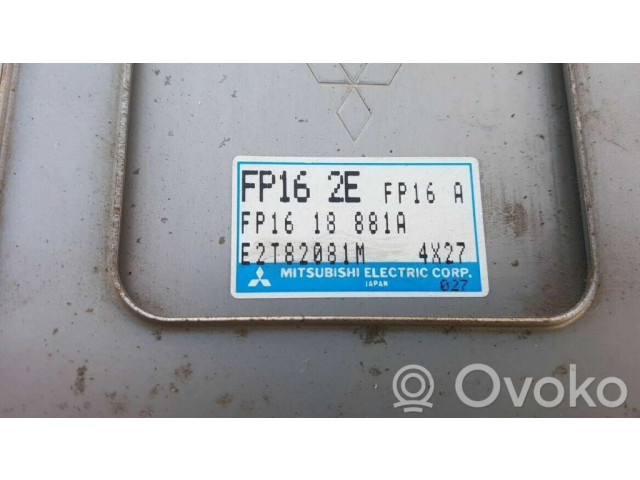 FP16 2E FP16 A
FP16 18 881A
E2T82081M 4X27
MITSUBISHI ELECTRIC CORP.
JAPAN 027
Ovoko